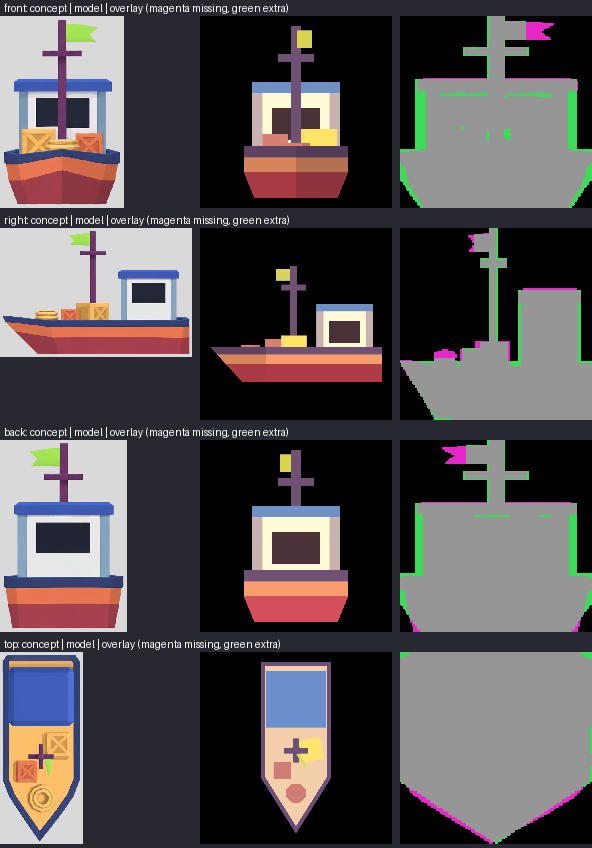 front: concept | model | overlay (magenta missing, green extra)
right: concept | model | overlay (magenta missing, green extra)
back: concept | model | overlay (magenta missing, green extra)
top: concept | model | overlay (magenta missing, green extra)